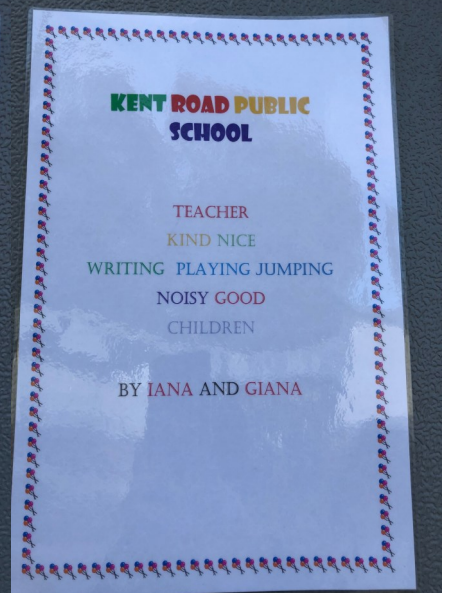 KENT ROAD PUBLIC
SCHOOL
TEACHER
KIND NICE
WRITING PLAYING JUMPING
NOISY GOOD
CHILDREN
BY IANA AND GIANA